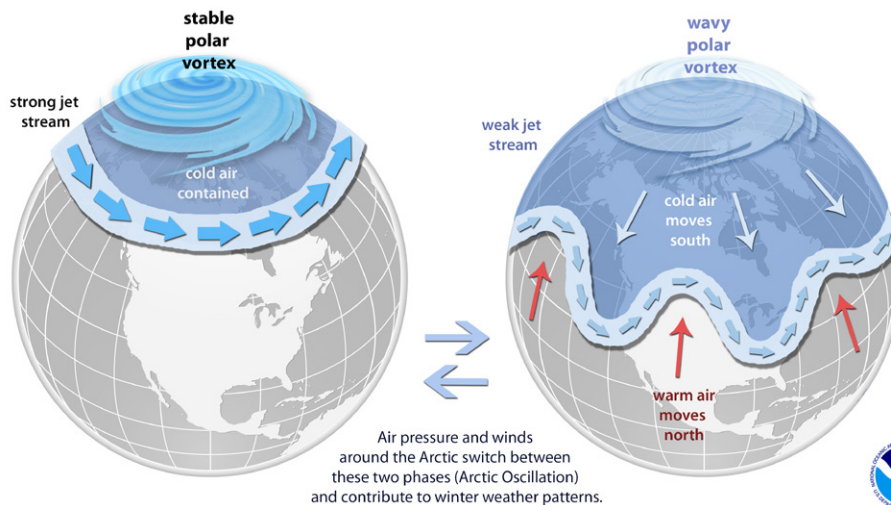 stable
polar
vortex
strong jet
stream
cold air
contained
wavy
polar
vortex
weak jet
stream
cold air
moves
south
warm air
moves
north
Air pressure and winds
around the Arctic switch between
these two phases (Arctic Oscillation)
and contribute to winter weather patterns.